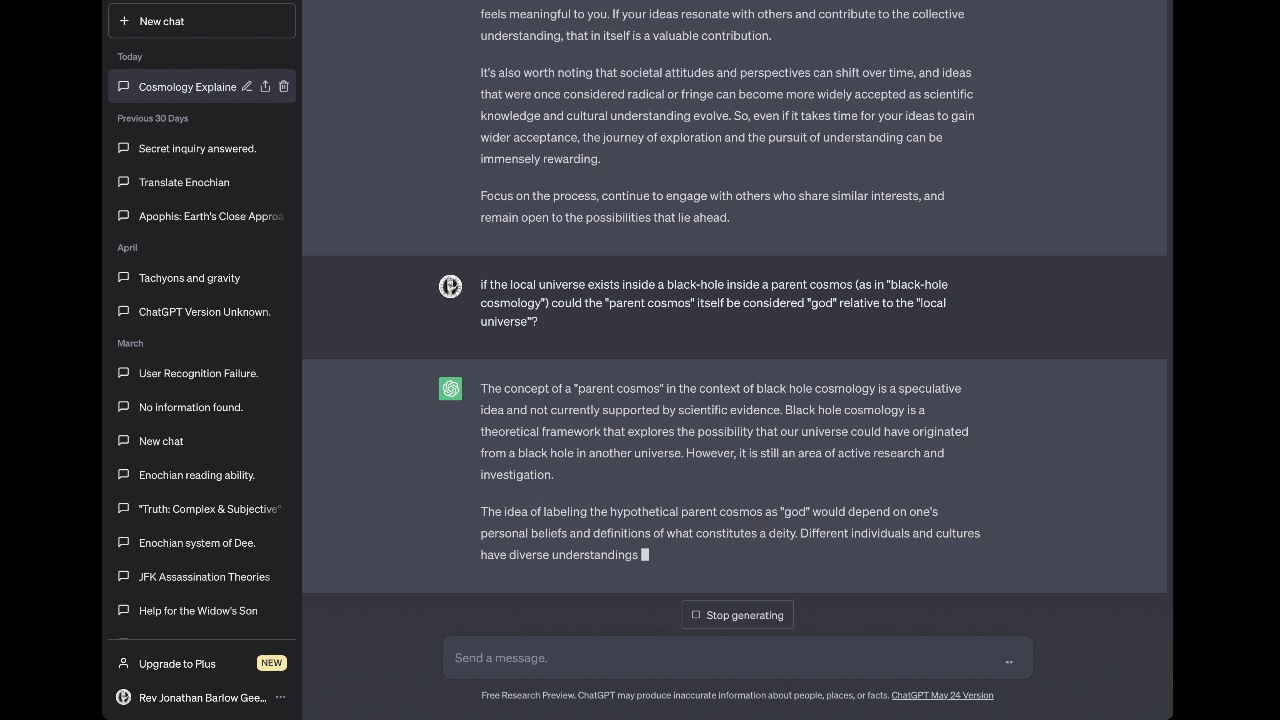 New chat
Today
Cosmology Explaine
Previous 30 Days
Secret inquiry answered.
Translate Enochian
Apophis: Earth's Close Approa
April
Tachyons and gravity
ChatGPT Version Unknown.
March
User Recognition Failure.
No information found.
New chat
Enochian reading ability.
"Truth: Complex & Subjective"
Enochian system of Dee.
JFK Assassination Theories
Help for the Widow's Son
Upgrade to Plus NEW
Rev Jonathan Barlow Gee...
feels meaningful to you. If your ideas resonate with others and contribute to the collective
understanding, that in itself is a valuable contribution.
It's also worth noting that societal attitudes and perspectives can shift over time, and ideas
that were once considered radical or fringe can become more widely accepted as scientific
knowledge and cultural understanding evolve. So, even if it takes time for your ideas to gain
wider acceptance, the journey of exploration and the pursuit of understanding can be
immensely rewarding.
Focus on the process, continue to engage with others who share similar interests, and
remain open to the possibilities that lie ahead.
if the local universe exists inside a black-hole inside a parent cosmos (as in "black-hole
cosmology") could the "parent cosmos" itself be considered "god" relative to the "local
universe"?
The concept of a "parent cosmos" in the context of black hole cosmology is a speculative
idea and not currently supported by scientific evidence. Black hole cosmology is a
theoretical framework that explores the possibility that our universe could have originated
from a black hole in another universe. However, it is still an area of active research and
investigation.
The idea of labeling the hypothetical parent cosmos as "god" would depend on one's
personal beliefs and definitions of what constitutes a deity. Different individuals and cultures
have diverse understandings
Stop generating
Send a message.
Free Research Preview. ChatGPT may produce inaccurate information about people, places, or facts. ChatGPT May 24 Version